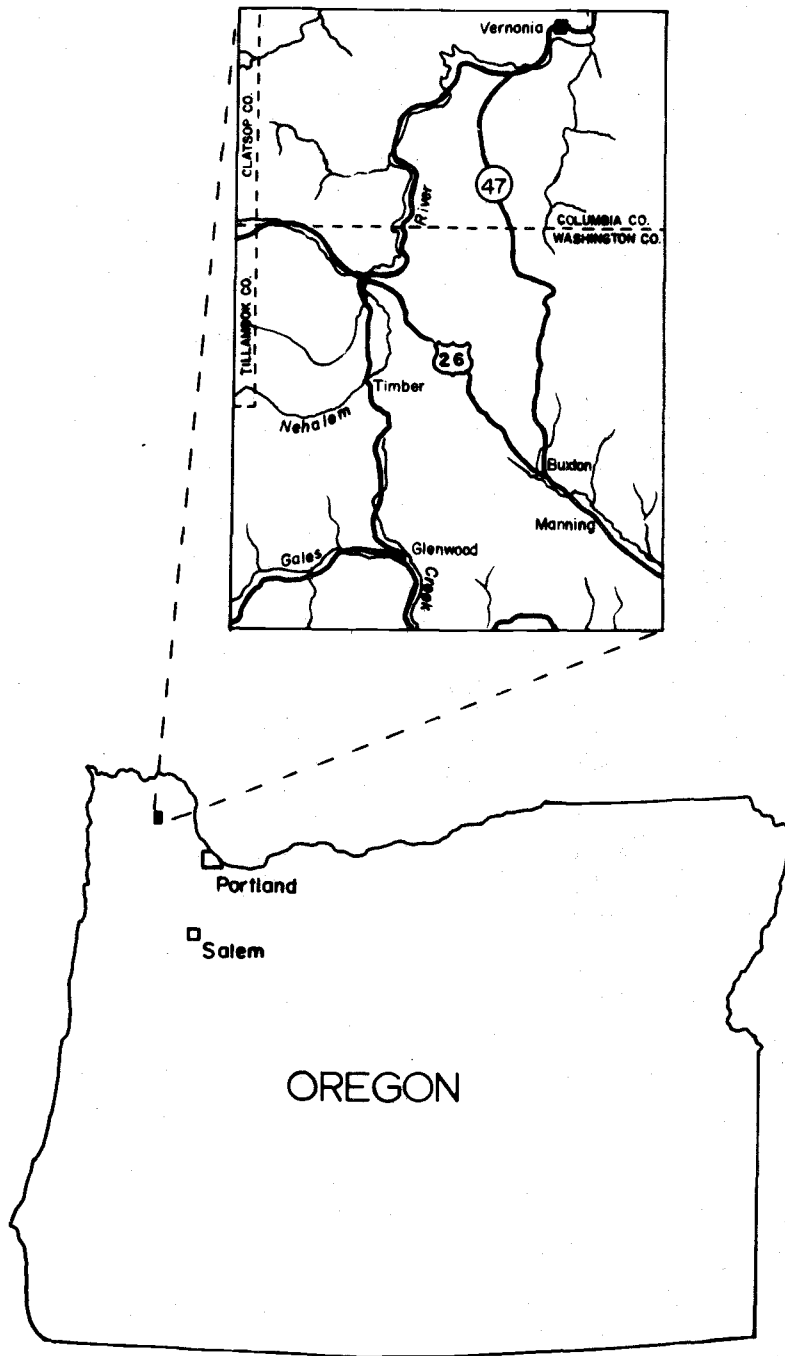 Vernonia
CLATSOP CO.
47
River
COLUMBIA CO.
WASHINGTON CO.
TILLAMOOK CO.
26
Timber
Nehalem
Buxton
Manning
Gales
Glenwood
Creek
Portland
Salem
OREGON